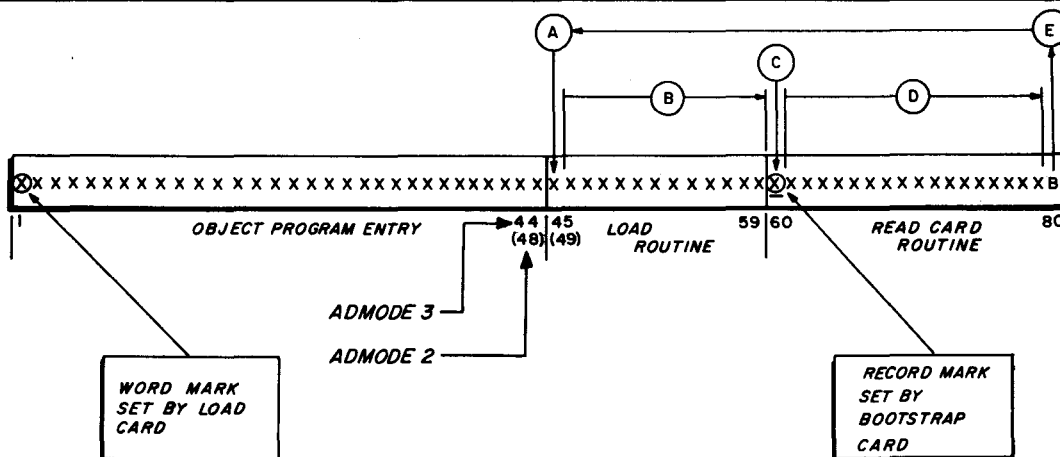 A
E
C
B
D
X X X X X X X X X X X X X X X X X X X X X X X X X X X X X X X X X X X X X X X X X X X X X X X X X X X X X X X X X X X X X X B
1 OBJECT PROGRAM ENTRY 44 45 LOAD 59 60 READ CARD 80
(48) (49) ROUTINE ROUTINE
ADMODE 3
ADMODE 2
WORD MARK
SET BY LOAD
CARD
RECORD MARK
SET BY
BOOTSTRAP
CARD